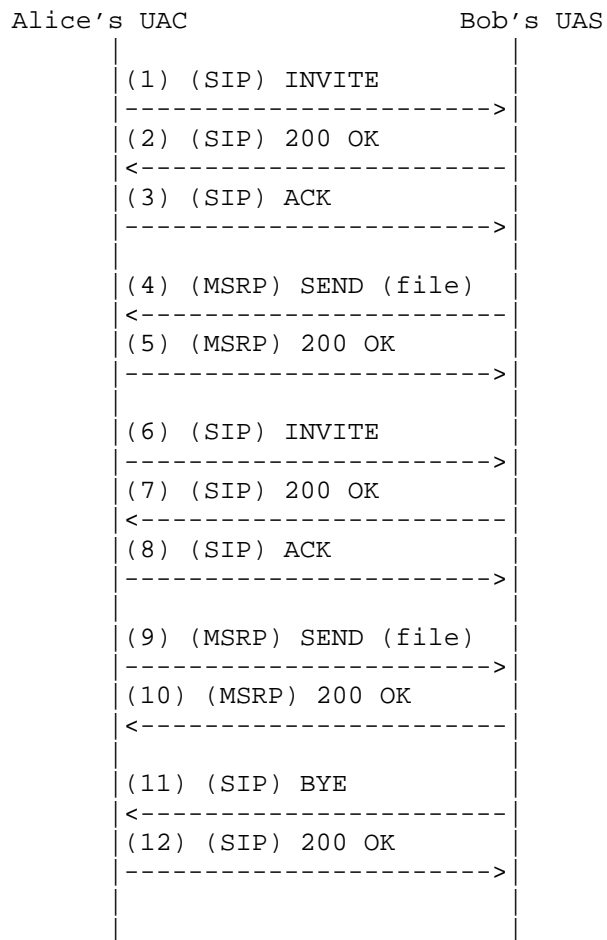 Alice's UAC Bob's UAS
(1) (SIP) INVITE
(2) (SIP) 200 OK
(3) (SIP) ACK
(4) (MSRP) SEND (file)
(5) (MSRP) 200 OK
(6) (SIP) INVITE
(7) (SIP) 200 OK
(8) (SIP) ACK
(9) (MSRP) SEND (file)
(10) (MSRP) 200 OK
(11) (SIP) BYE
(12) (SIP) 200 OK